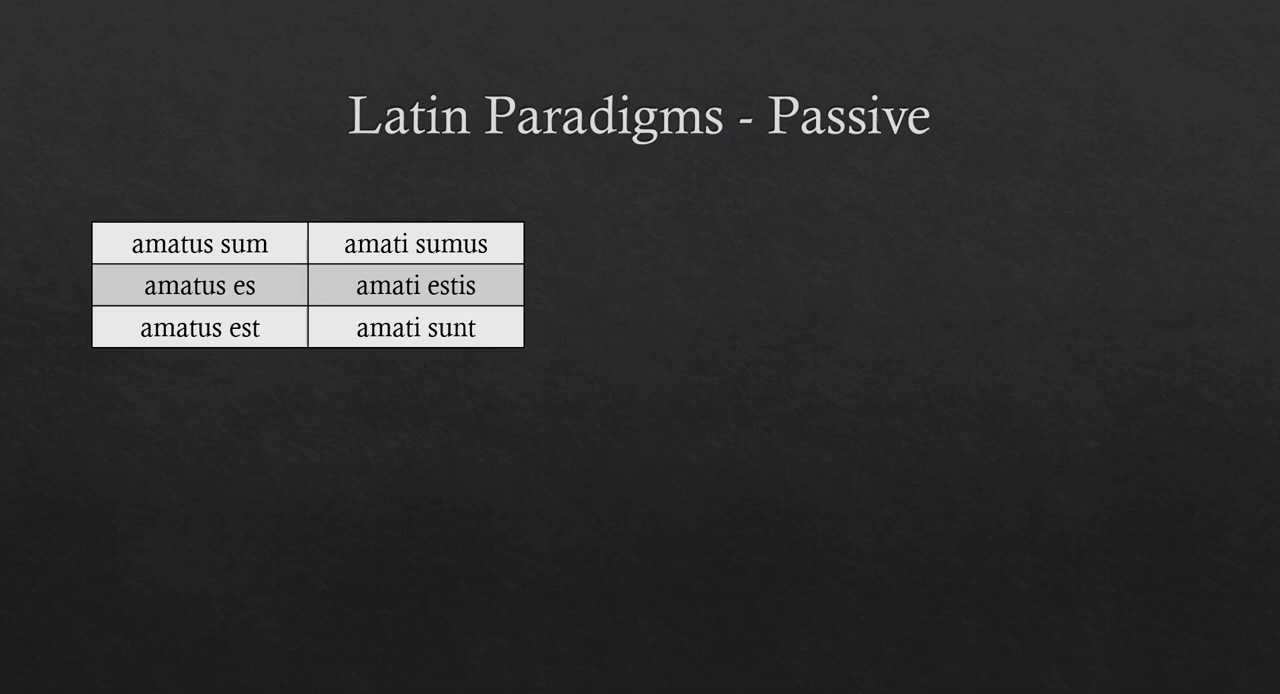 Latin Paradigms - Passive
amatus sum amati sumus
amatus es amati estis
amatus est amati sunt